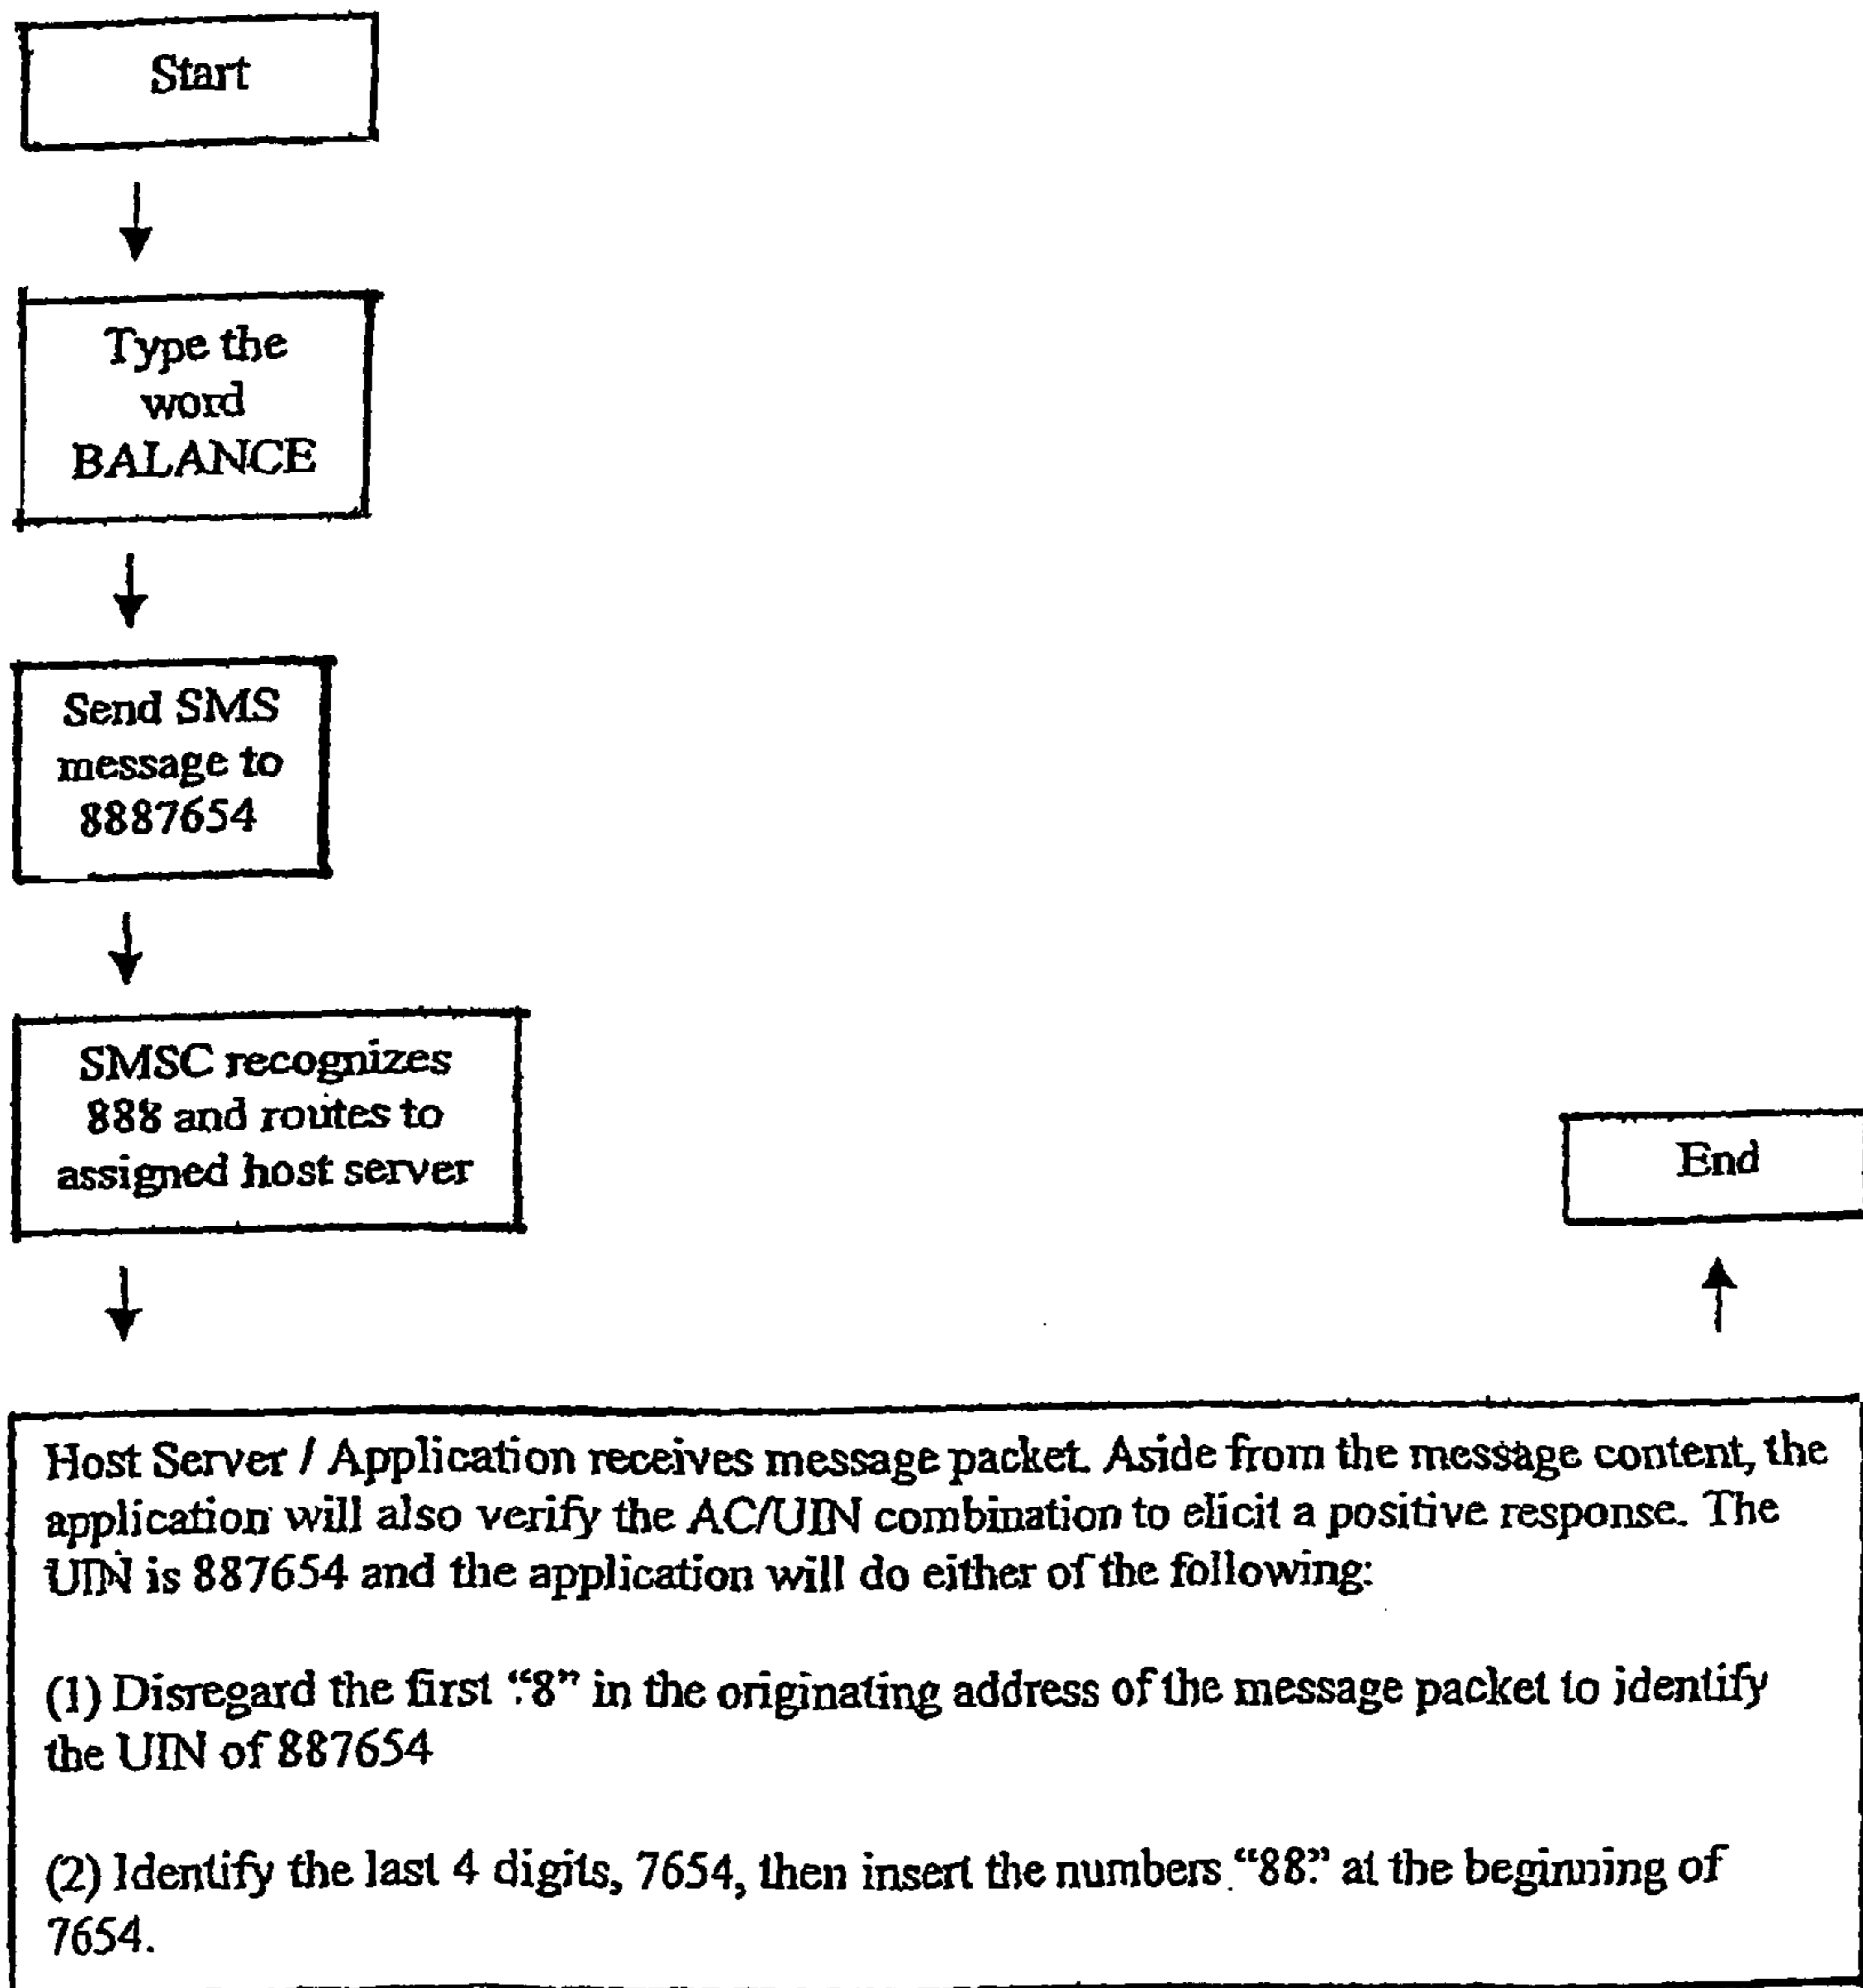 Start
Type the
word
BALANCE
Send SMS
message to
8887654
SMSC recognizes
888 and routes to
assigned host server
End
Host Server / Application receives message packet. Aside from the message content, the
application will also verify the AC/UIN combination to elicit a positive response. The
UIN is 887654 and the application will do either of the following:
(1) Disregard the first “8” in the originating address of the message packet to identify
the UIN of 887654
(2) Identify the last 4 digits, 7654, then insert the numbers “88” at the beginning of
7654.